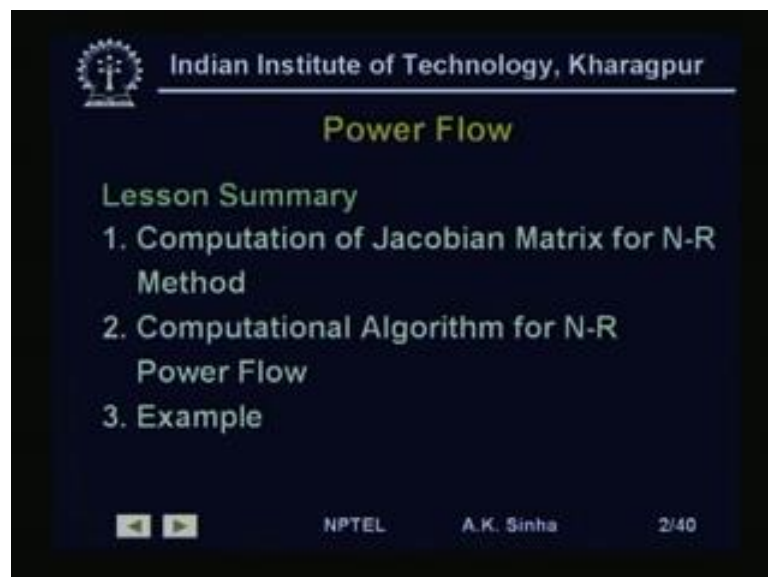 Indian Institute of Technology, Kharagpur
Power Flow
Lesson Summary
1. Computation of Jacobian Matrix for N-R
Method
2. Computational Algorithm for N-R
Power Flow
3. Example
NPTEL A.K. Sinha 2/40